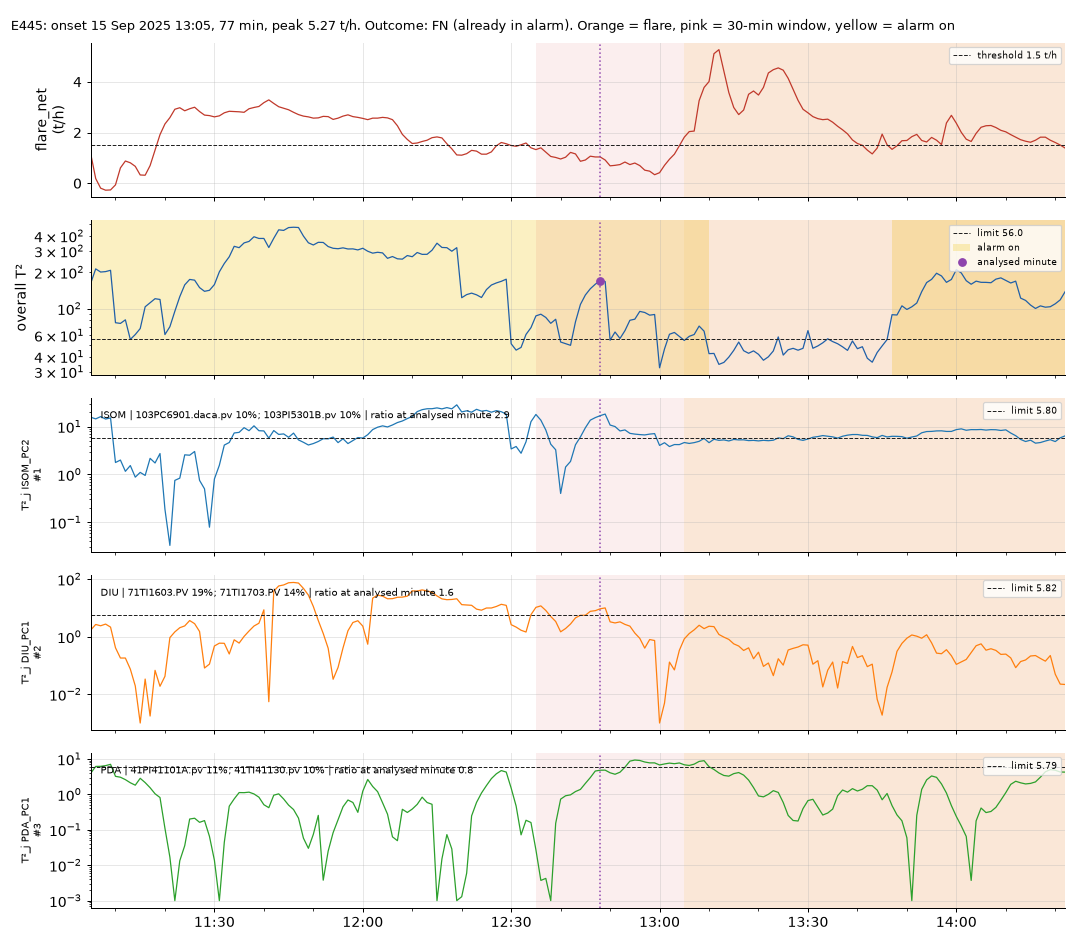 E445: onset 15 Sep 2025 13:05, 77 min, peak 5.27 t/h. Outcome: FN (already in alarm). Orange = flare, pink = 30-min window, yellow = alarm on
flare_net
(t/h)
4
2
0
threshold 1.5 t/h
overall T²
4 × 10²
3 × 10²
2 × 10²
10²
6 × 10¹
4 × 10¹
3 × 10¹
limit 56.0
alarm on
analysed minute
T²_j ISOM_PC2
#1
10¹
10⁰
10⁻¹
ISOM | 103PC6901.daca.pv 10%; 103PI5301B.pv 10% | ratio at analysed minute 2.9
limit 5.80
T²_j DIU_PC1
#2
10²
10⁰
10⁻²
DIU | 71TI1603.PV 19%; 71TI1703.PV 14% | ratio at analysed minute 1.6
limit 5.82
T²_j PDA_PC1
#3
10¹
10⁰
10⁻¹
10⁻²
10⁻³
PDA | 41PI41101A.pv 11%; 41TI41130.pv 10% | ratio at analysed minute 0.8
limit 5.79
11:30
12:00
12:30
13:00
13:30
14:00